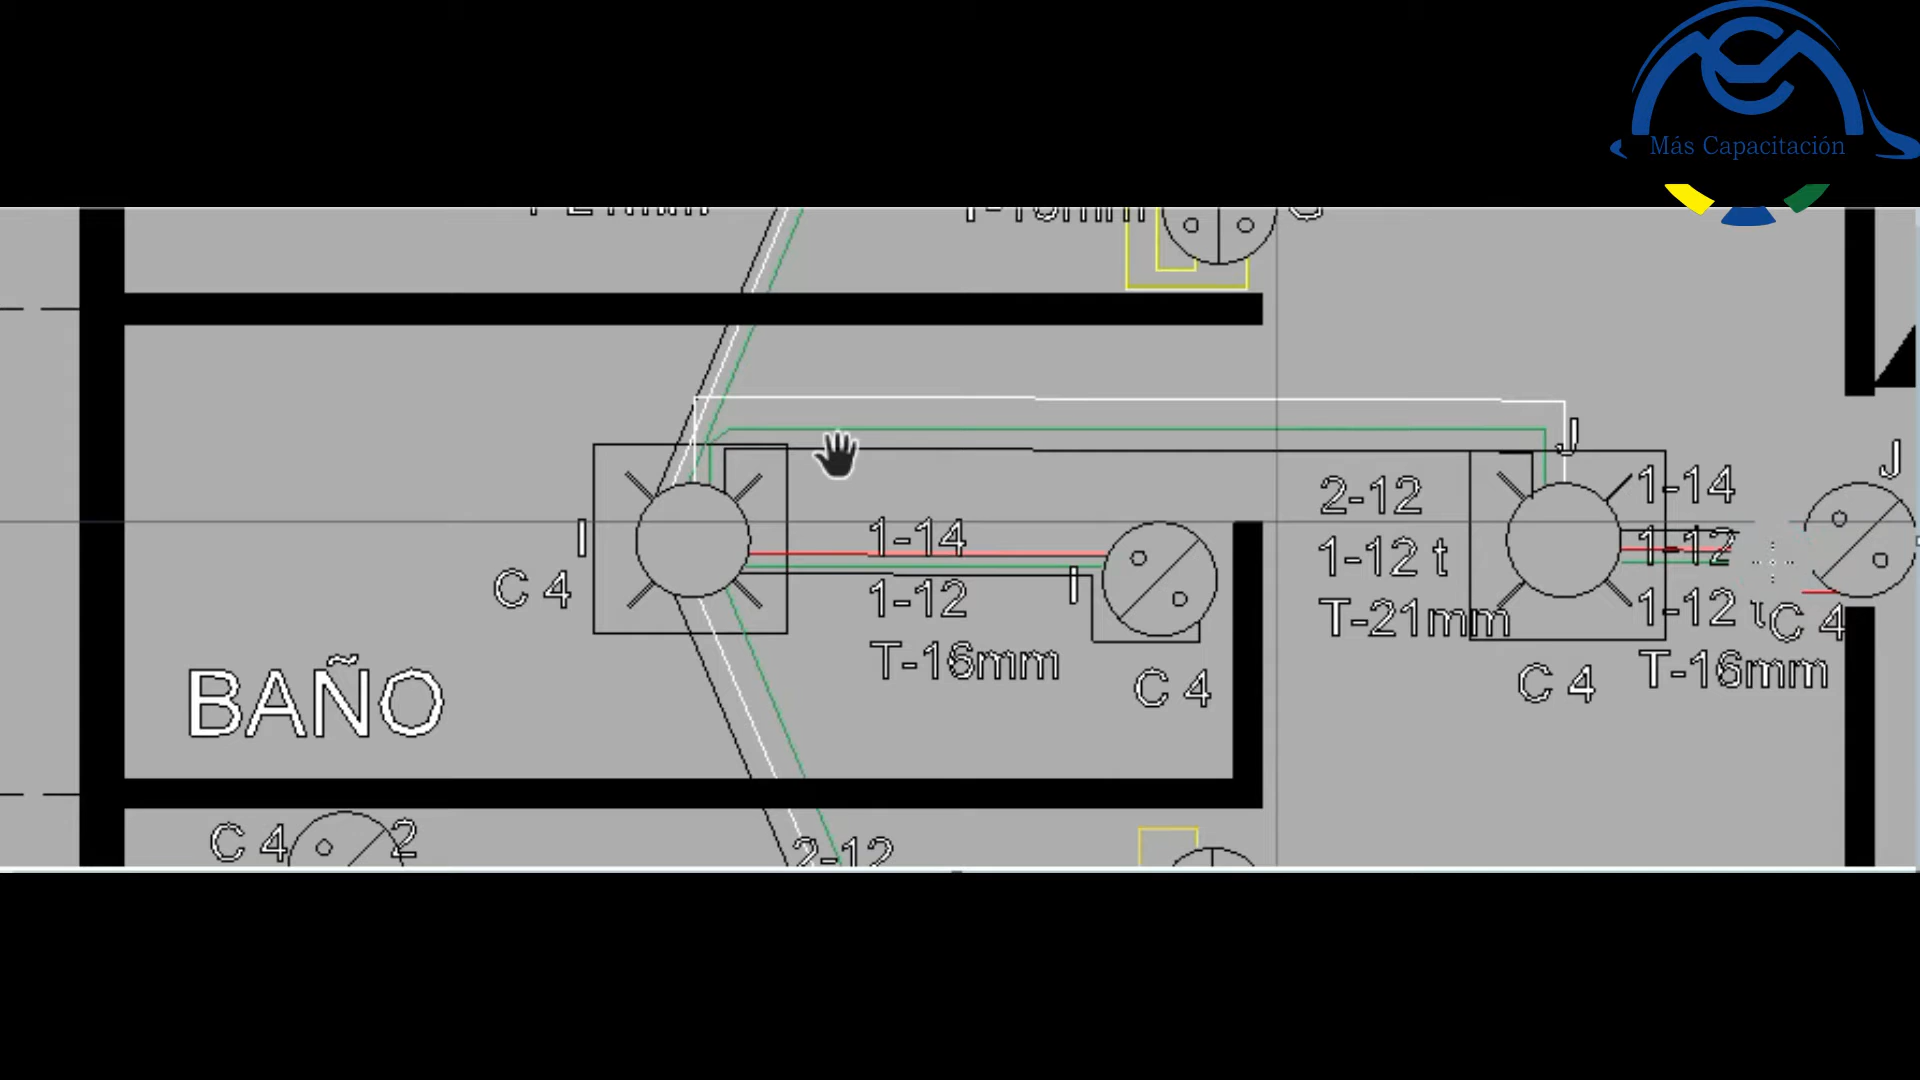 Más Capacitación
J
J
1-14
2-12
1-14
1-12
I
1-12 t
C 4
I
1-12
1-12 t
C 4
T-21mm
T-16mm
T-16mm
C 4
C 4
BAÑO
C 4
2
2-12